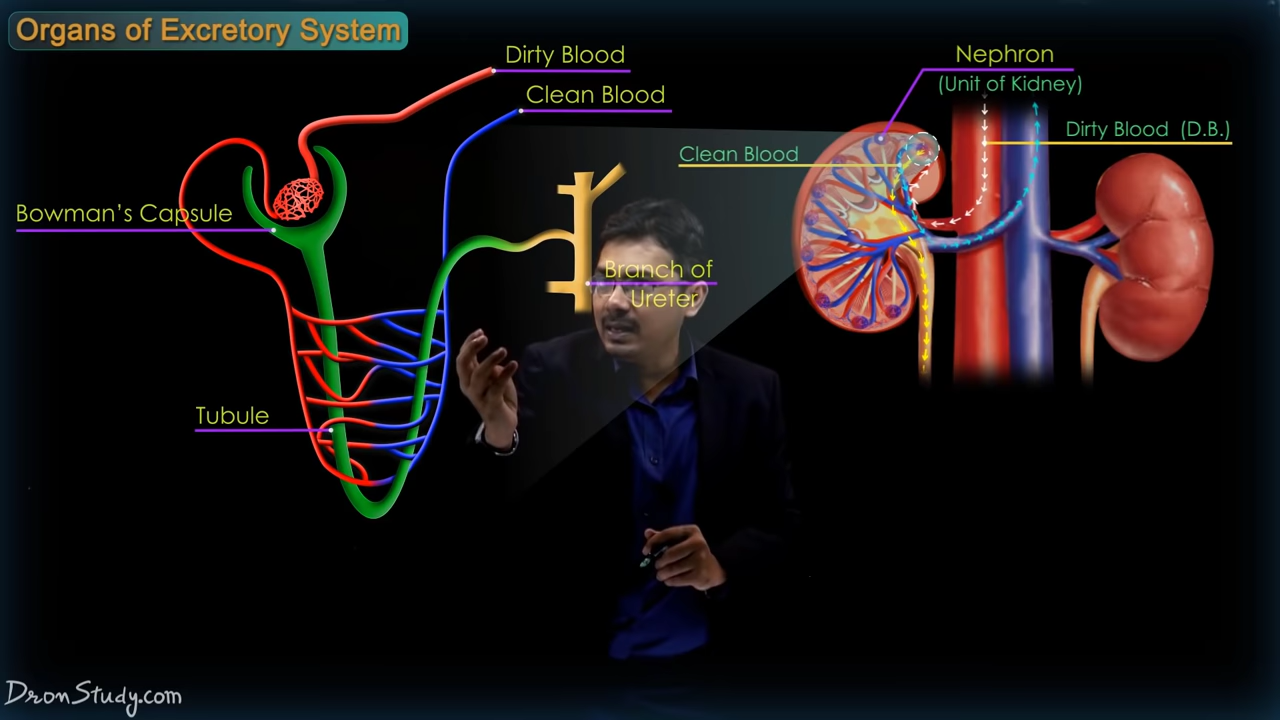 Organs of Excretory System
Dirty Blood
Clean Blood
Bowman's Capsule
Branch of
Ureter
Tubule
Nephron
(Unit of Kidney)
Dirty Blood (D.B.)
Clean Blood
DronStudy.com